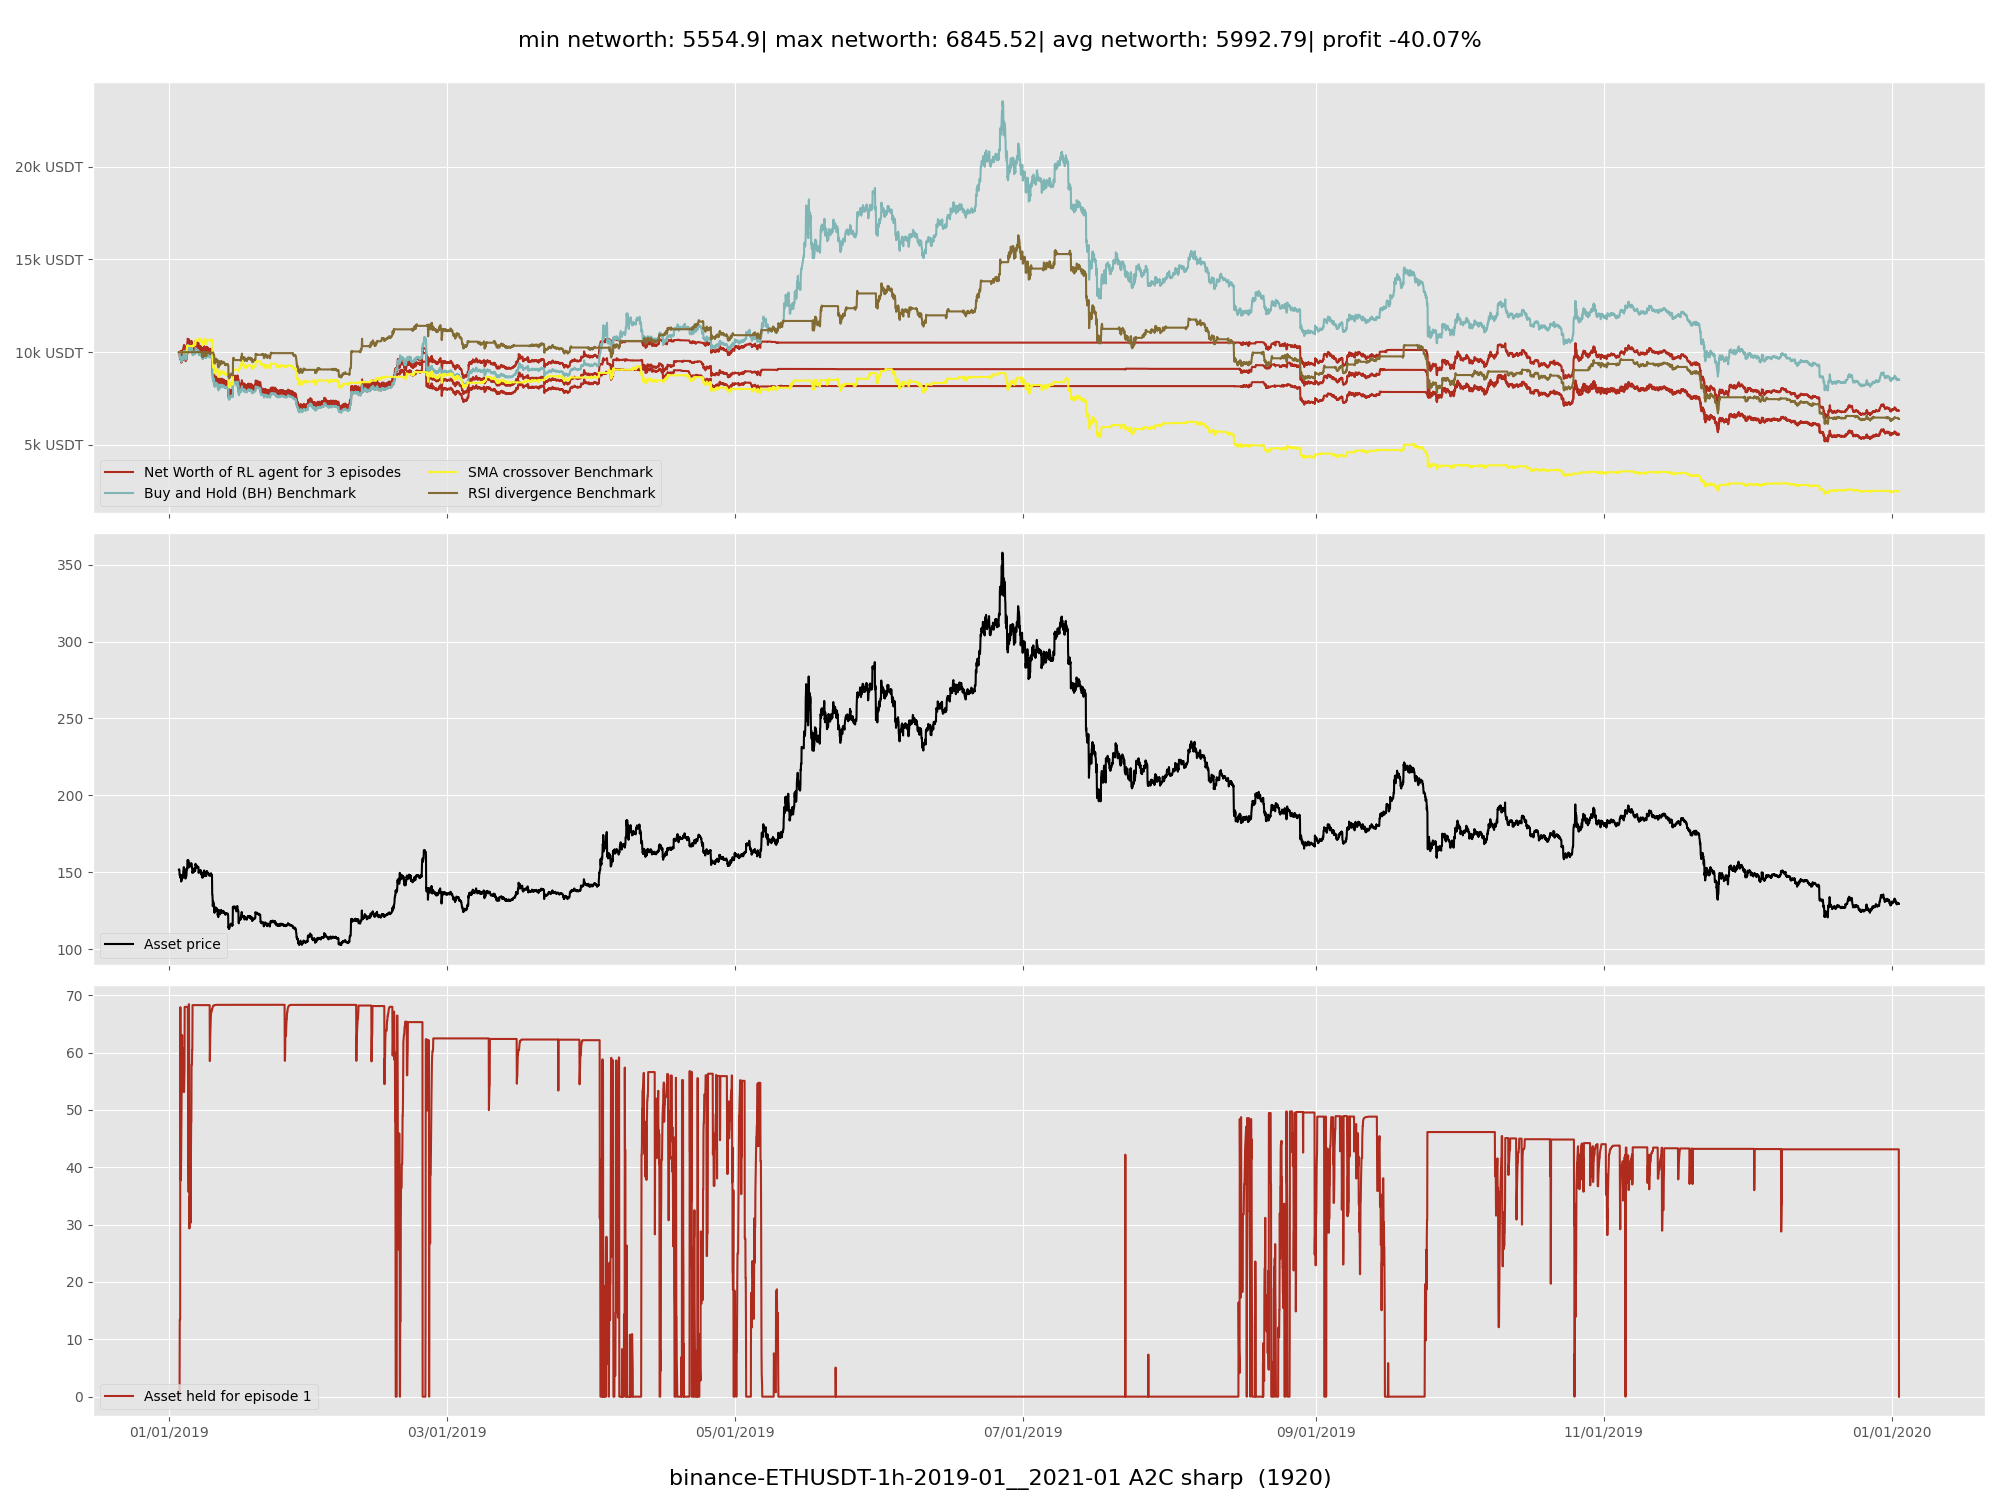 min networth: 5554.9| max networth: 6845.52| avg networth: 5992.79| profit -40.07%
20k USDT
15k USDT
10k USDT
5k USDT
Net Worth of RL agent for 3 episodes
Buy and Hold (BH) Benchmark
SMA crossover Benchmark
RSI divergence Benchmark
350
300
250
200
150
100
Asset price
70
60
50
40
30
20
10
0
Asset held for episode 1
01/01/2019 03/01/2019 05/01/2019 07/01/2019 09/01/2019 11/01/2019 01/01/2020
binance-ETHUSDT-1h-2019-01__2021-01 A2C sharp (1920)